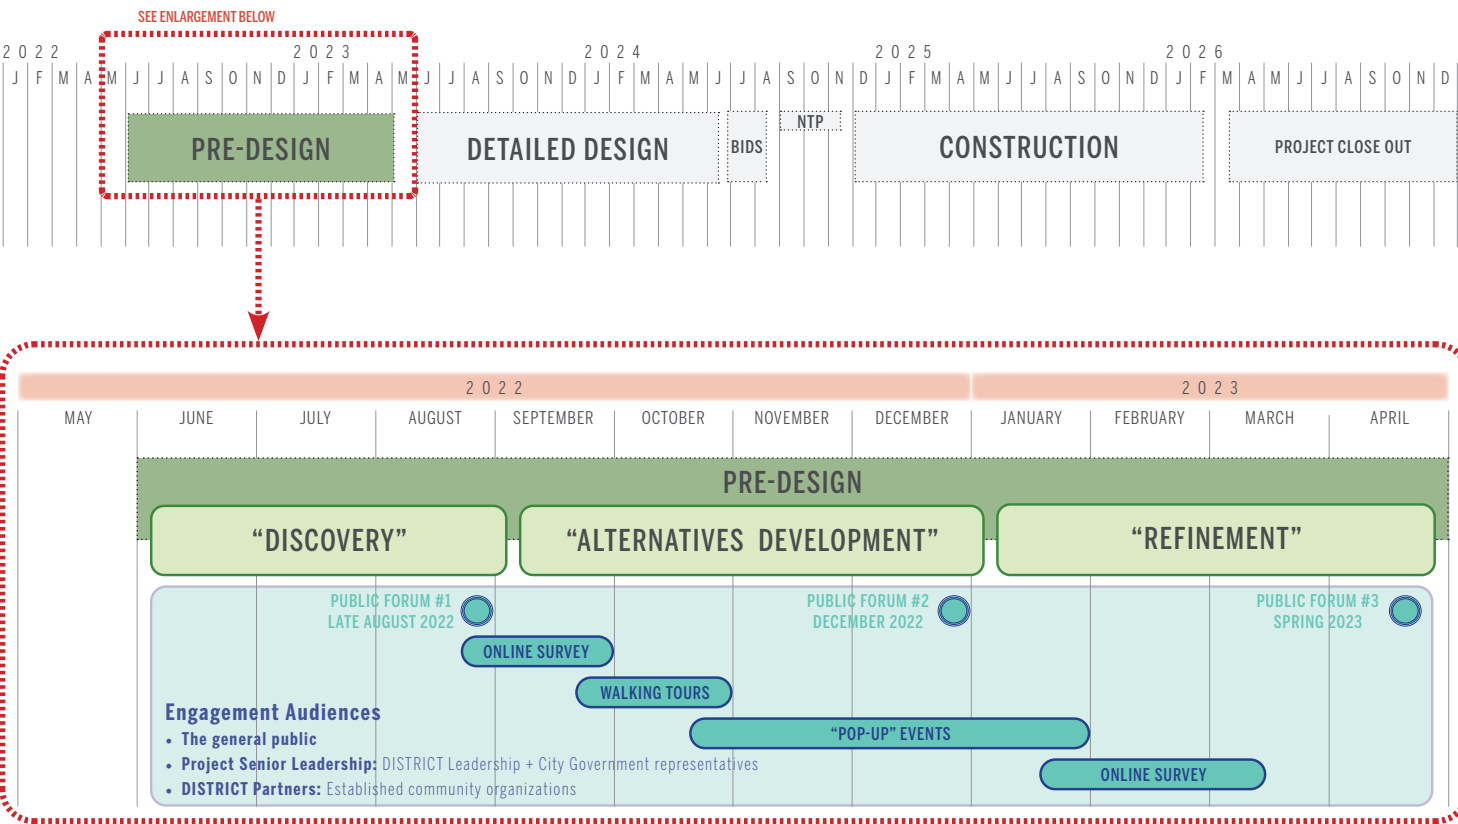 SEE ENLARGEMENT BELOW
2022 2023 2024 2025 2026
J F M A M J J A S O N D J F M A M J J A S O N D J F M A M J J A S O N D J F M A M J J A S O N D J F M A M J J A S O N D
PRE-DESIGN
DETAILED DESIGN
BIDS
NTP
CONSTRUCTION
PROJECT CLOSE OUT
2022 2023
MAY JUNE JULY AUGUST SEPTEMBER OCTOBER NOVEMBER DECEMBER JANUARY FEBRUARY MARCH APRIL
PRE-DESIGN
“DISCOVERY” “ALTERNATIVES DEVELOPMENT” “REFINEMENT”
PUBLIC FORUM #1
LATE AUGUST 2022
PUBLIC FORUM #2
DECEMBER 2022
PUBLIC FORUM #3
SPRING 2023
ONLINE SURVEY
WALKING TOURS
“POP-UP” EVENTS
ONLINE SURVEY
Engagement Audiences
• The general public
• Project Senior Leadership: DISTRICT Leadership + City Government representatives
• DISTRICT Partners: Established community organizations